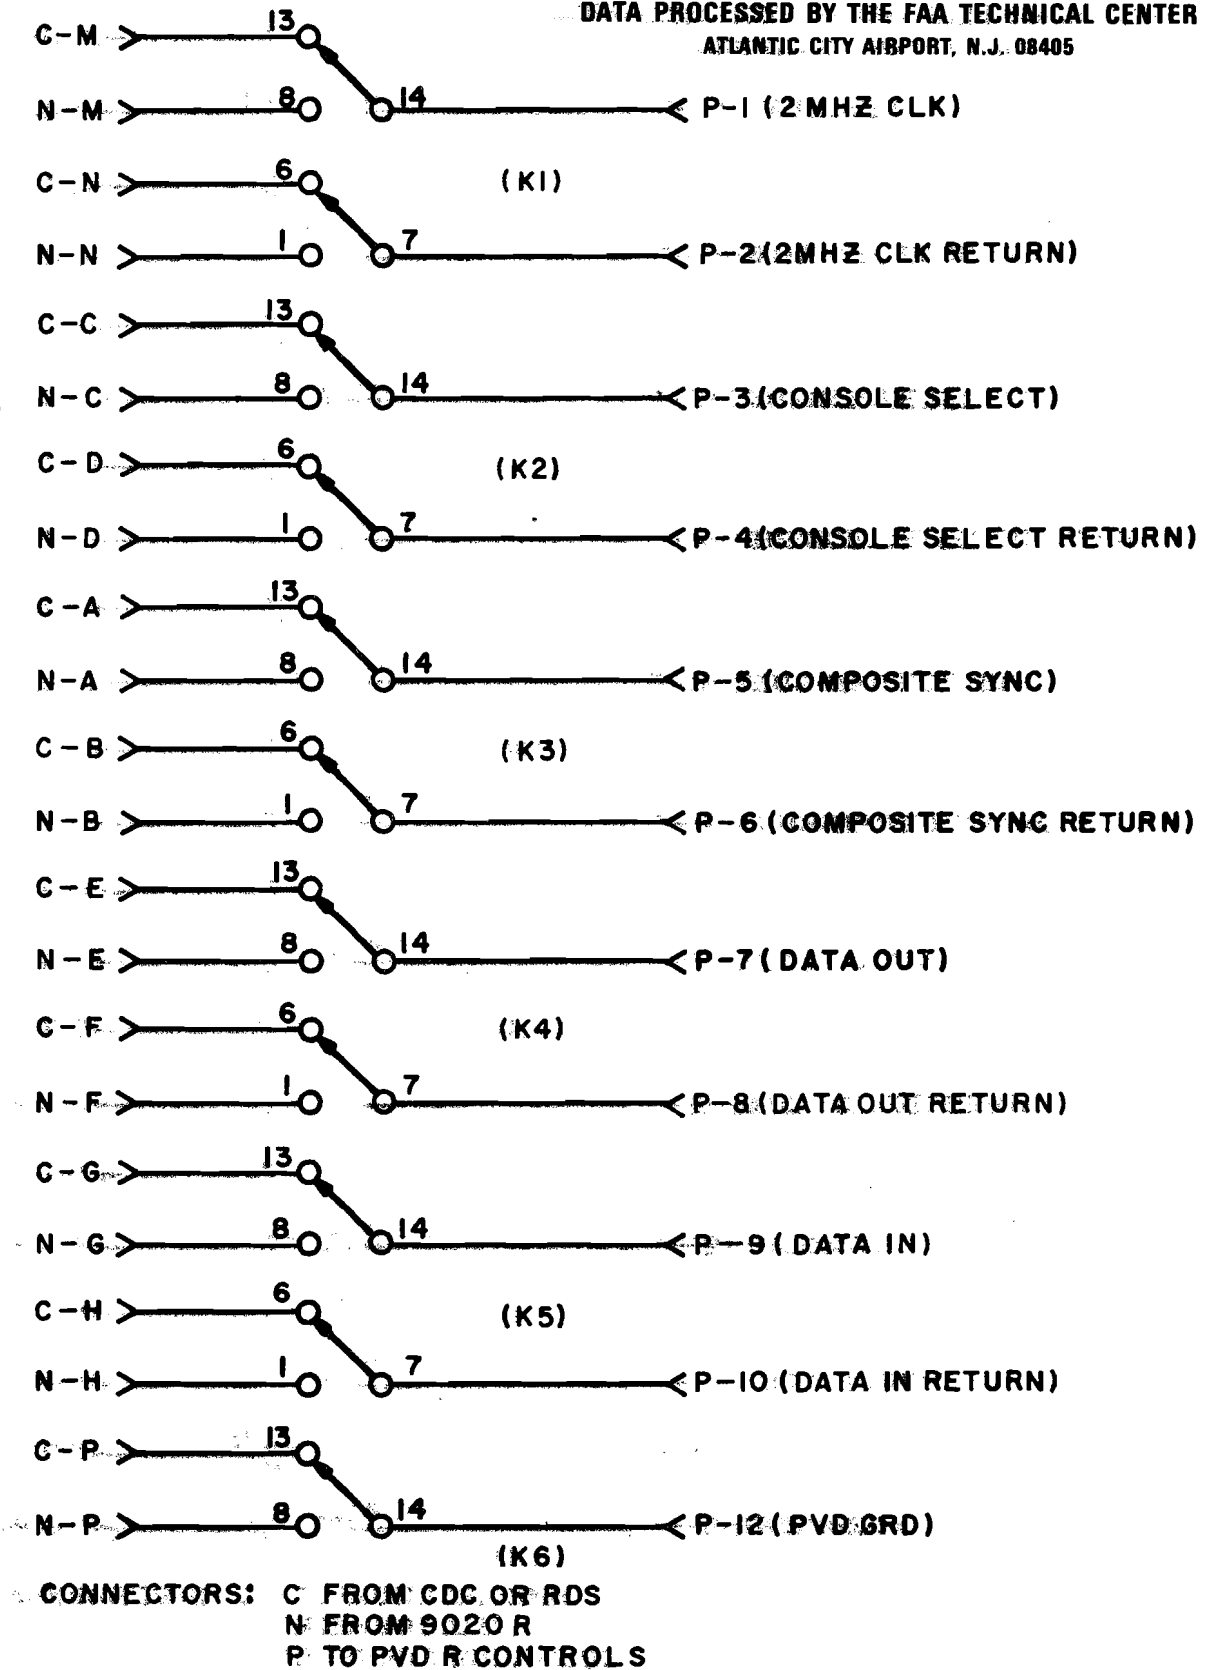 DATA PROCESSED BY THE FAA TECHNICAL CENTER
ATLANTIC CITY AIRPORT, N.J. 08405
C-M 13
N-M 8 14 P-1 (2 MHZ CLK)
C-N 6 (K1)
N-N 1 7 P-2 (2MHZ CLK RETURN)
C-C 13
N-C 8 14 P-3 (CONSOLE SELECT)
C-D 6 (K2)
N-D 1 7 P-4 (CONSOLE SELECT RETURN)
C-A 13
N-A 8 14 P-5 (COMPOSITE SYNC)
C-B 6 (K3)
N-B 1 7 P-6 (COMPOSITE SYNC RETURN)
C-E 13
N-E 8 14 P-7 (DATA OUT)
C-F 6 (K4)
N-F 1 7 P-8 (DATA OUT RETURN)
C-G 13
N-G 8 14 P-9 (DATA IN)
C-H 6 (K5)
N-H 1 7 P-10 (DATA IN RETURN)
C-P 13
N-P 8 14 P-12 (PVD GRD)
(K6)
CONNECTORS: C FROM CDC OR RDS
N FROM 9020 R
P TO PVD R CONTROLS